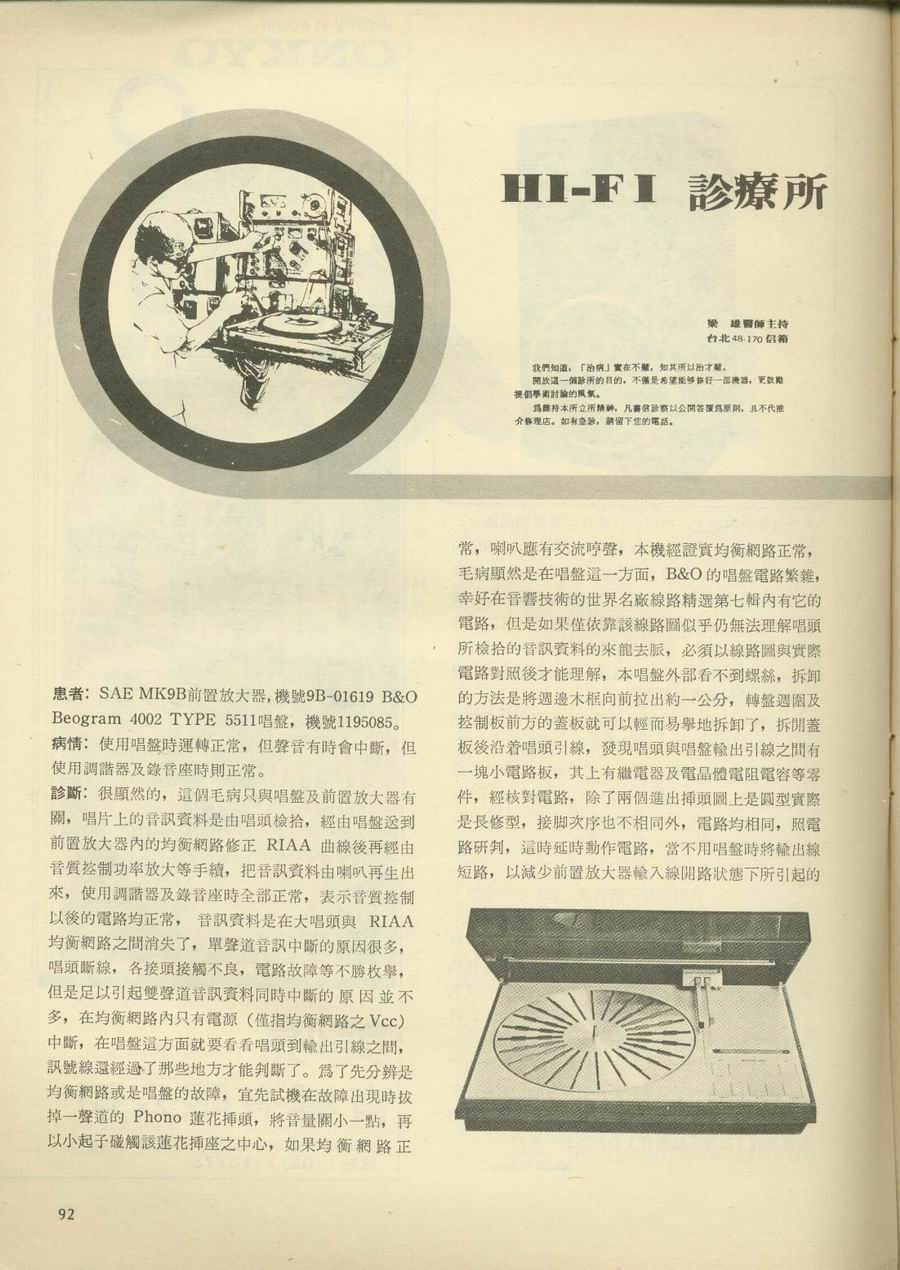 HI-FI 診療所
梁 雄醫師主持
台北 48-170 信箱
我們知道，「治病」實在不難，知其所以治才難。
開放這一個診所的目的，不僅是希望能够修好一部機器，更鼓勵
提倡學術討論的風氣。
爲維持本所立所精神，凡書信診察以公開答覆爲原則，且不代推
介修理店。如有急診，請留下您的電話。
患者：SAE MK9B前置放大器，機號9B-01619 B&O
Beogram 4002 TYPE 5511唱盤，機號1195085。
病情：使用唱盤時運轉正常，但聲音有時會中斷，但
使用調諧器及錄音座時則正常。
診斷：很顯然的，這個毛病只與唱盤及前置放大器有
關，唱片上的音訊資料是由唱頭檢拾，經由唱盤送到
前置放大器內的均衡網路修正 RIAA 曲線後再經由
音質控制功率放大等手續，把音訊資料由喇叭再生出
來，使用調諧器及錄音座時全部正常，表示音質控制
以後的電路均正常， 音訊資料是在大唱頭與 RIAA
均衡網路之間消失了，單聲道音訊中斷的原因很多，
唱頭斷線，各接頭接觸不良，電路故障等不勝枚擧，
但是足以引起雙聲道音訊資料同時中斷的原因並不
多，在均衡網路內只有電源（僅指均衡網路之 Vcc）
中斷，在唱盤這方面就要看看唱頭到輸出引線之間，
訊號線還經過了那些地方才能判斷了。爲了先分辨是
均衡網路或是唱盤的故障，宜先試機在故障出現時拔
掉一聲道的 Phono 蓮花揷頭，將音量關小一點，再
以小起子碰觸該蓮花揷座之中心，如果均衡網路正
常，喇叭應有交流哼聲，本機經證實均衡網路正常，
毛病顯然是在唱盤這一方面，B&O 的唱盤電路繁雜，
幸好在音響技術的世界名廠線路精選第七輯內有它的
電路，但是如果僅依靠該線路圖似乎仍無法理解唱頭
所檢拾的音訊資料的來龍去脈，必須以線路圖與實際
電路對照後才能理解，本唱盤外部看不到螺絲，拆卸
的方法是將週邊木框向前拉出約一公分，轉盤週圍及
控制板前方的蓋板就可以輕而易擧地拆卸了，拆開蓋
板後沿着唱頭引線，發現唱頭與唱盤輸出引線之間有
一塊小電路板，其上有繼電器及電晶體電阻電容等零
件，經核對電路，除了兩個進出揷頭圖上是圓型實際
是長修型，接脚次序也不相同外，電路均相同，照電
路研判，這時延時動作電路，當不用唱盤時將輸出線
短路，以減少前置放大器輸入線開路狀態下所引起的
92